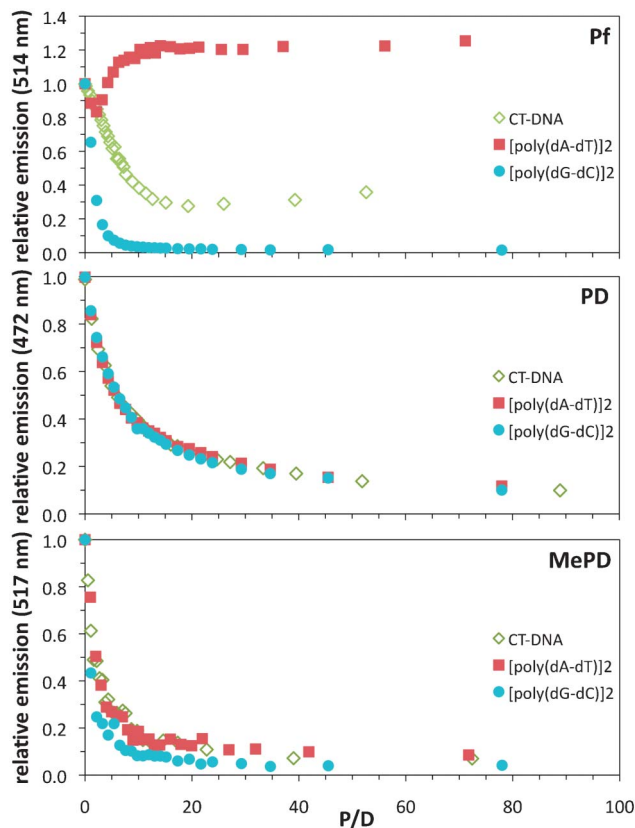 1.4
1.2
1.0
0.8
0.6
0.4
0.2
0.0
relative emission (514 nm)
Pf
CT-DNA
[poly(dA-dT)]2
[poly(dG-dC)]2
1.0
0.8
0.6
0.4
0.2
0.0
relative emission (472 nm)
PD
CT-DNA
[poly(dA-dT)]2
[poly(dG-dC)]2
1.0
0.8
0.6
0.4
0.2
0.0
relative emission (517 nm)
MePD
CT-DNA
[poly(dA-dT)]2
[poly(dG-dC)]2
0 20 40 60 80 100
P/D